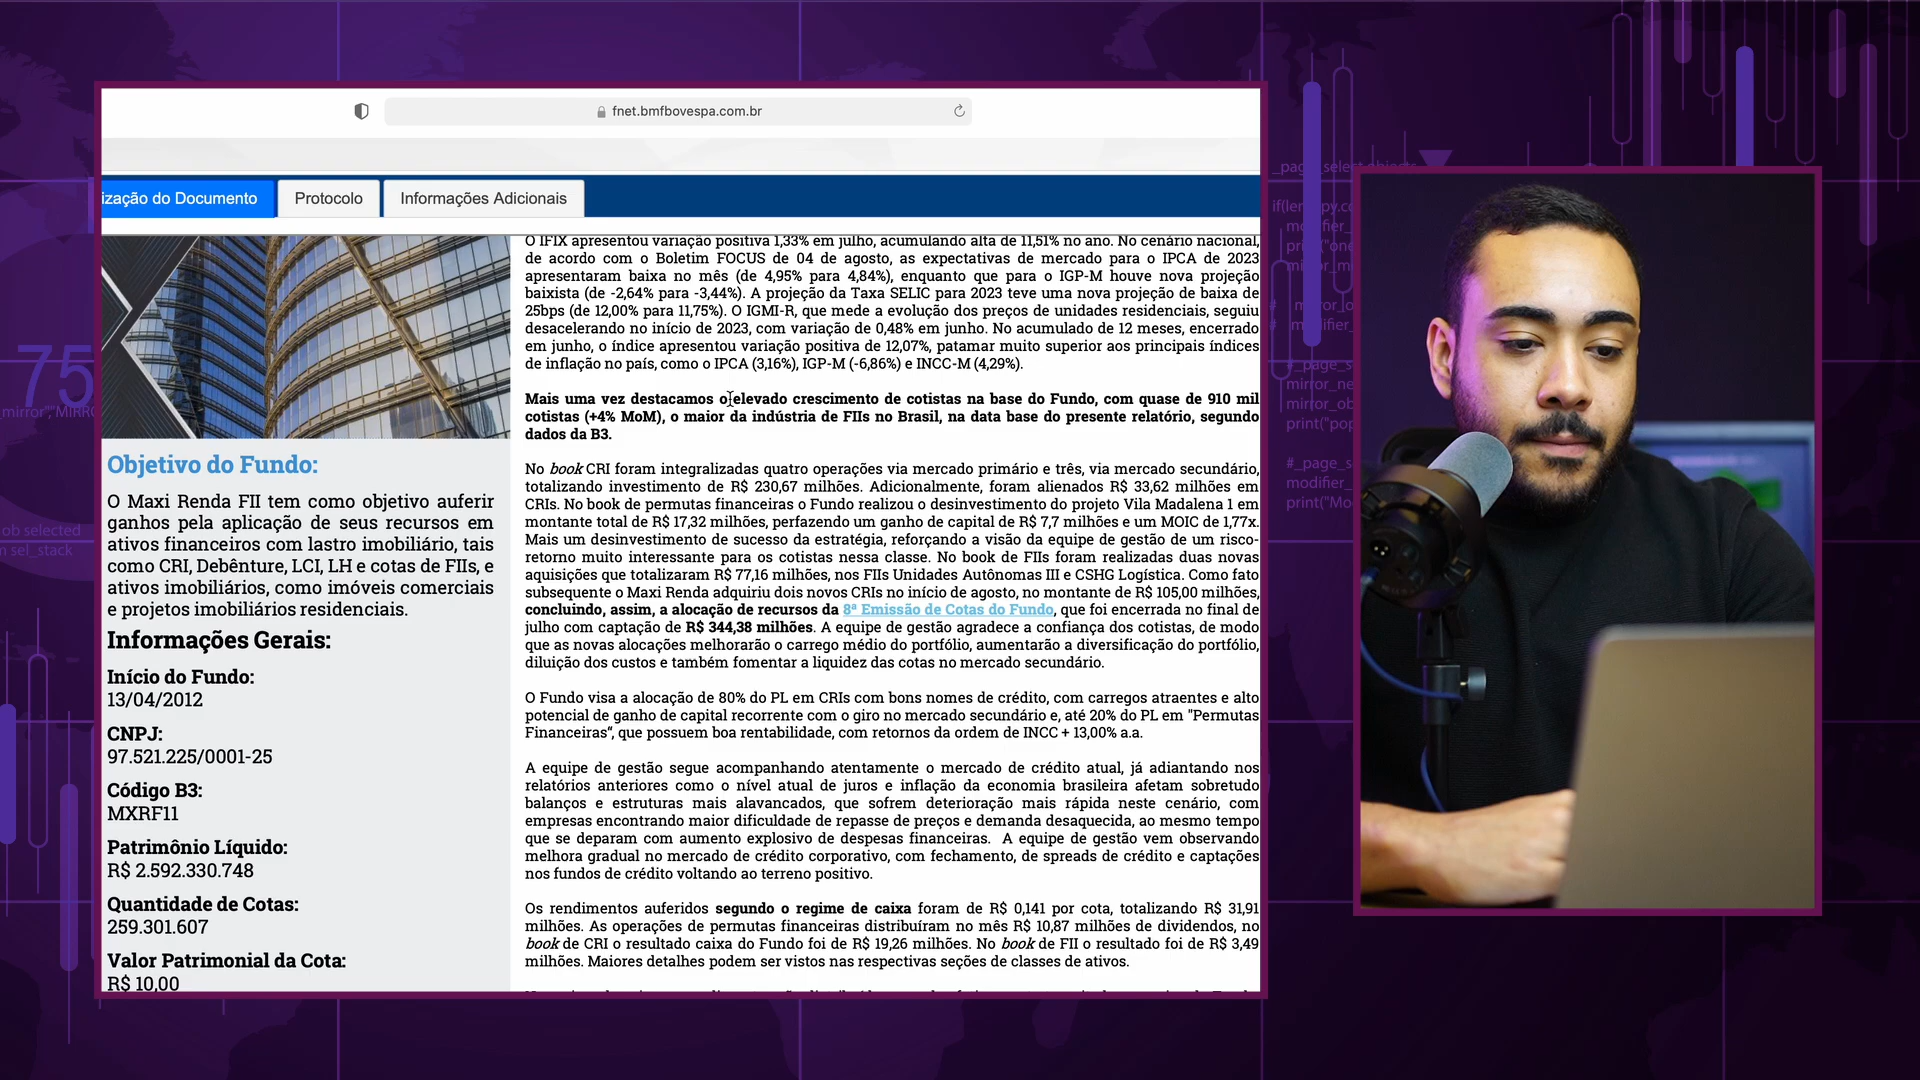 fnet.bmfbovespa.com.br
ização do Documento
Protocolo
Informações Adicionais
O IFIX apresentou variação positiva 1,33% em julho, acumulando alta de 11,51% no ano. No cenário nacional,
de acordo com o Boletim FOCUS de 04 de agosto, as expectativas de mercado para o IPCA de 2023
apresentaram baixa no mês (de 4,95% para 4,84%), enquanto que para o IGP-M houve nova projeção
baixista (de -2,64% para -3,44%). A projeção da Taxa SELIC para 2023 teve uma nova projeção de baixa de
25bps (de 12,00% para 11,75%). O IGMI-R, que mede a evolução dos preços de unidades residenciais, seguiu
desacelerando no início de 2023, com variação de 0,48% em junho. No acumulado de 12 meses, encerrado
em junho, o índice apresentou variação positiva de 12,07%, patamar muito superior aos principais índices
de inflação no país, como o IPCA (3,16%), IGP-M (-6,86%) e INCC-M (4,29%).
Mais uma vez destacamos o elevado crescimento de cotistas na base do Fundo, com quase de 910 mil
cotistas (+4% MoM), o maior da indústria de FIIs no Brasil, na data base do presente relatório, segundo
dados da B3.
No book CRI foram integralizadas quatro operações via mercado primário e três, via mercado secundário,
totalizando investimento de R$ 230,67 milhões. Adicionalmente, foram alienados R$ 33,62 milhões em
CRIs. No book de permutas financeiras o Fundo realizou o desinvestimento do projeto Vila Madalena 1 em
montante total de R$ 17,32 milhões, perfazendo um ganho de capital de R$ 7,7 milhões e um MOIC de 1,77x.
Mais um desinvestimento de sucesso da estratégia, reforçando a visão da equipe de gestão de um risco-
retorno muito interessante para os cotistas nessa classe. No book de FIIs foram realizadas duas novas
aquisições que totalizaram R$ 77,16 milhões, nos FIIs Unidades Autônomas III e CSHG Logística. Como fato
subsequente o Maxi Renda adquiriu dois novos CRIs no início de agosto, no montante de R$ 105,00 milhões,
concluindo, assim, a alocação de recursos da 8ª Emissão de Cotas do Fundo, que foi encerrada no final de
julho com captação de R$ 344,38 milhões. A equipe de gestão agradece a confiança dos cotistas, de modo
que as novas alocações melhorarão o carrego médio do portfólio, aumentarão a diversificação do portfólio,
diluição dos custos e também fomentar a liquidez das cotas no mercado secundário.
O Fundo visa a alocação de 80% do PL em CRIs com bons nomes de crédito, com carregos atraentes e alto
potencial de ganho de capital recorrente com o giro no mercado secundário e, até 20% do PL em "Permutas
Financeiras“, que possuem boa rentabilidade, com retornos da ordem de INCC + 13,00% a.a.
A equipe de gestão segue acompanhando atentamente o mercado de crédito atual, já adiantando nos
relatórios anteriores como o nível atual de juros e inflação da economia brasileira afetam sobretudo
balanços e estruturas mais alavancados, que sofrem deterioração mais rápida neste cenário, com
empresas encontrando maior dificuldade de repasse de preços e demanda desaquecida, ao mesmo tempo
que se deparam com aumento explosivo de despesas financeiras. A equipe de gestão vem observando
melhora gradual no mercado de crédito corporativo, com fechamento, de spreads de crédito e captações
nos fundos de crédito voltando ao terreno positivo.
Os rendimentos auferidos segundo o regime de caixa foram de R$ 0,141 por cota, totalizando R$ 31,91
milhões. As operações de permutas financeiras distribuíram no mês R$ 10,87 milhões de dividendos, no
book de CRI o resultado caixa do Fundo foi de R$ 19,26 milhões. No book de FII o resultado foi de R$ 3,49
milhões. Maiores detalhes podem ser vistos nas respectivas seções de classes de ativos.
Objetivo do Fundo:
O Maxi Renda FII tem como objetivo auferir
ganhos pela aplicação de seus recursos em
ativos financeiros com lastro imobiliário, tais
como CRI, Debênture, LCI, LH e cotas de FIIs, e
ativos imobiliários, como imóveis comerciais
e projetos imobiliários residenciais.
Informações Gerais:
Início do Fundo:
13/04/2012
CNPJ:
97.521.225/0001-25
Código B3:
MXRF11
Patrimônio Líquido:
R$ 2.592.330.748
Quantidade de Cotas:
259.301.607
Valor Patrimonial da Cota:
R$ 10,00
75
ob selected
sel_stack